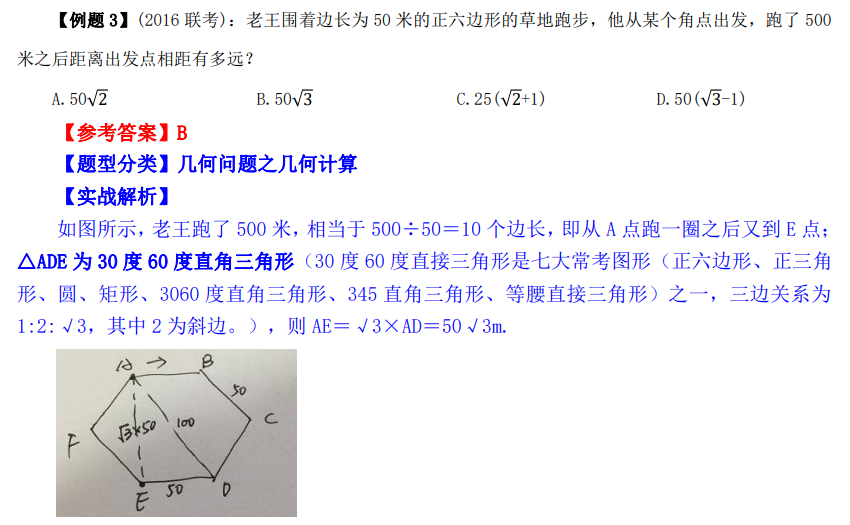 【例题 3】(2016 联考)：老王围着边长为 50 米的正六边形的草地跑步，他从某个角点出发，跑了 500
米之后距离出发点相距有多远？
A.50√2 B.50√3 C.25(√2+1) D.50(√3-1)
【参考答案】B
【题型分类】几何问题之几何计算
【实战解析】
如图所示，老王跑了 500 米，相当于 500÷50＝10 个边长，即从 A 点跑一圈之后又到 E 点；
△ADE 为 30 度 60 度直角三角形（30 度 60 度直接三角形是七大常考图形（正六边形、正三角
形、圆、矩形、3060 度直角三角形、345 直角三角形、等腰直接三角形）之一，三边关系为
1:2:√3，其中 2 为斜边。），则 AE＝√3×AD＝50√3m.
A → B
50
F √3×50 100 C
E 50 D